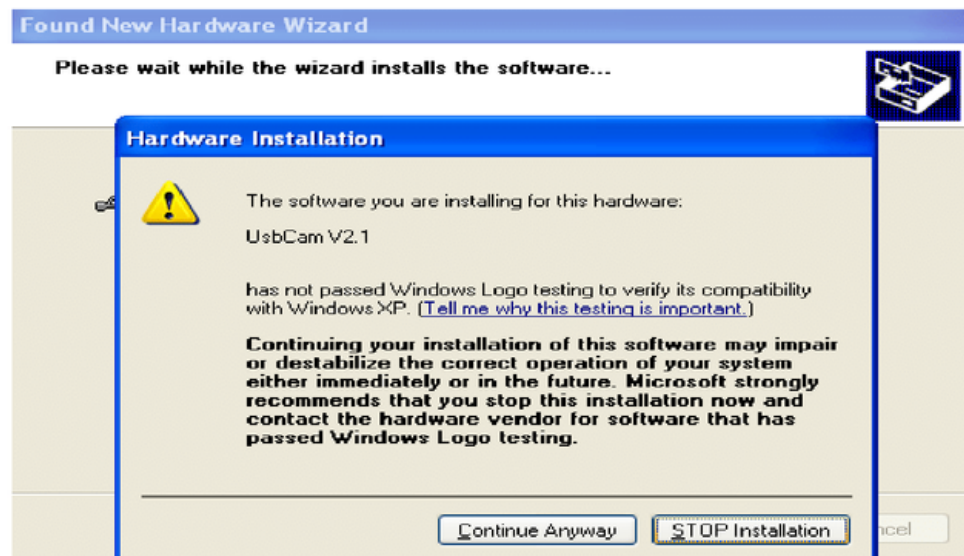 Found New Hardware Wizard
Please wait while the wizard installs the software...
Hardware Installation
The software you are installing for this hardware:
UsbCam V2.1
has not passed Windows Logo testing to verify its compatibility
with Windows XP. (Tell me why this testing is important.)
Continuing your installation of this software may impair
or destabilize the correct operation of your system
either immediately or in the future. Microsoft strongly
recommends that you stop this installation now and
contact the hardware vendor for software that has
passed Windows Logo testing.
Continue Anyway
STOP Installation
ncel